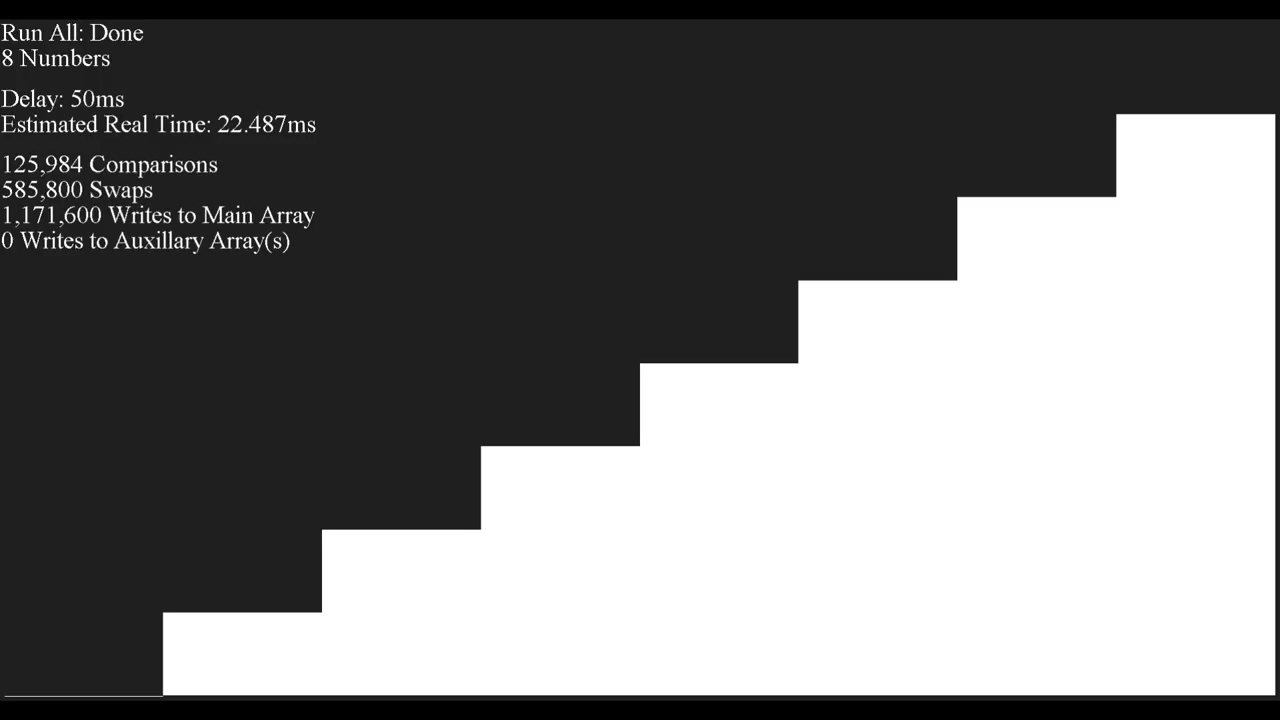 Run All: Done
8 Numbers
Delay: 50ms
Estimated Real Time: 22.487ms
125,984 Comparisons
585,800 Swaps
1,171,600 Writes to Main Array
0 Writes to Auxillary Array(s)